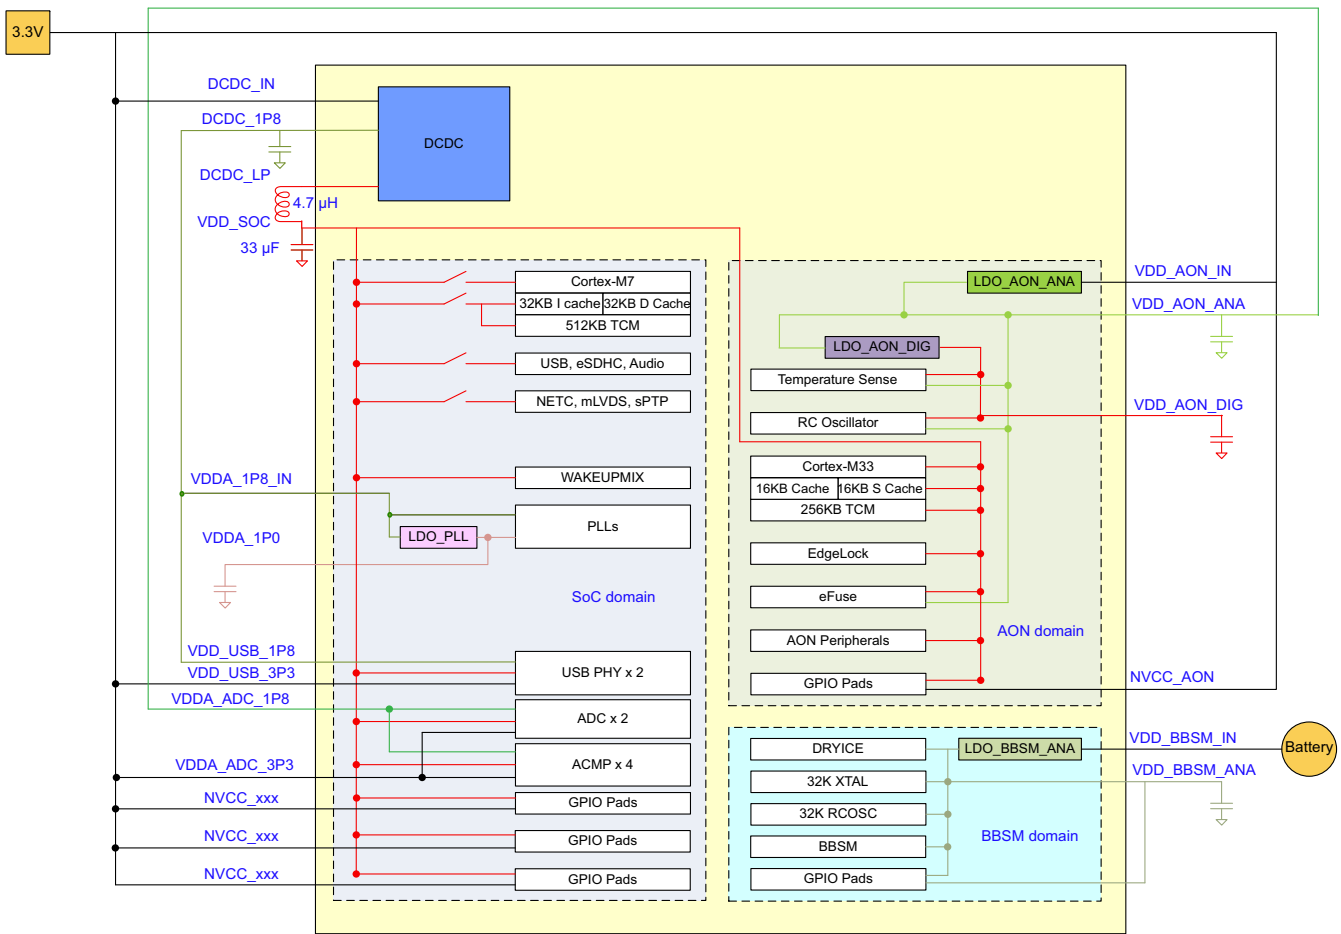 3.3V
DCDC_IN
DCDC_1P8
DCDC
DCDC_LP
4.7 µH
VDD_SOC
33 µF
Cortex-M7
32KB I cache
32KB D Cache
512KB TCM
USB, eSDHC, Audio
NETC, mLVDS, sPTP
WAKEUPMIX
VDDA_1P8_IN
PLLs
LDO_PLL
VDDA_1P0
SoC domain
VDD_USB_1P8
VDD_USB_3P3
USB PHY x 2
VDDA_ADC_1P8
ADC x 2
VDDA_ADC_3P3
ACMP x 4
NVCC_xxx
GPIO Pads
NVCC_xxx
GPIO Pads
NVCC_xxx
GPIO Pads
LDO_AON_ANA
VDD_AON_IN
VDD_AON_ANA
LDO_AON_DIG
Temperature Sense
VDD_AON_DIG
RC Oscillator
Cortex-M33
16KB Cache
16KB S Cache
256KB TCM
EdgeLock
eFuse
AON domain
AON Peripherals
GPIO Pads
NVCC_AON
DRYICE
LDO_BBSM_ANA
VDD_BBSM_IN
Battery
32K XTAL
VDD_BBSM_ANA
32K RCOSC
BBSM domain
BBSM
GPIO Pads